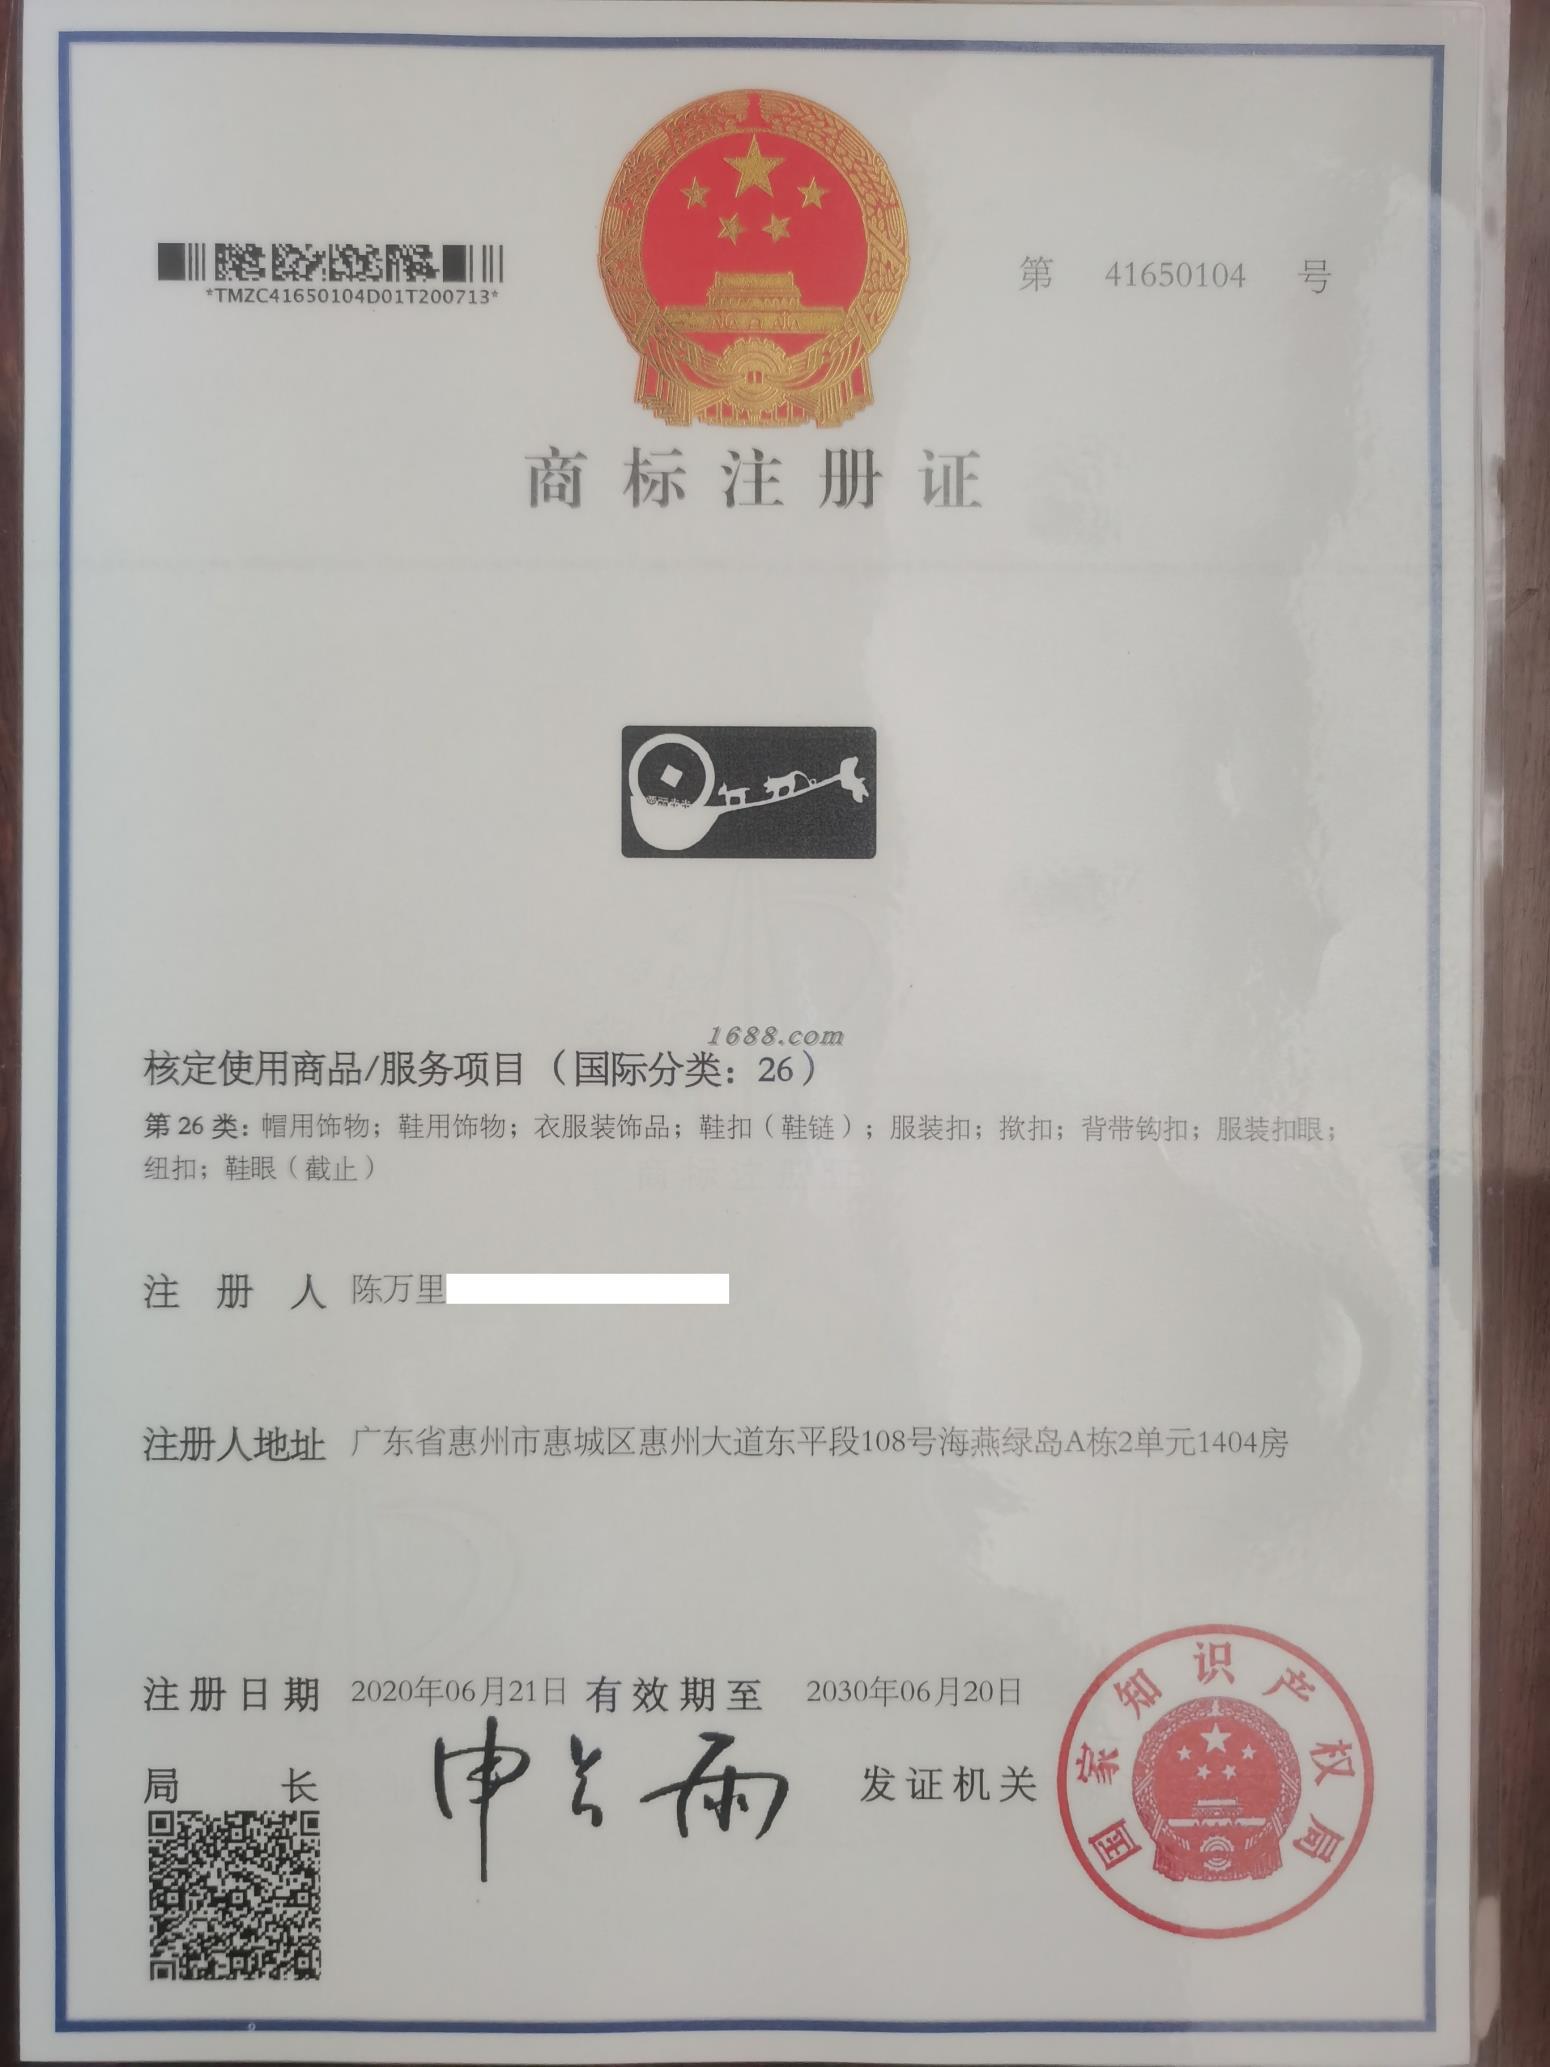 *TMZC41650104D01T200713*
第 41650104 号
商标注册证
1688.com
核定使用商品/服务项目（国际分类：26）
第 26 类：帽用饰物；鞋用饰物；衣服装饰品；鞋扣（鞋链）；服装扣；揿扣；背带钩扣；服装扣眼；
纽扣；鞋眼（截止）
注册人 陈万里
注册人地址 广东省惠州市惠城区惠州大道东平段108号海燕绿岛A栋2单元1404房
注册日期 2020年06月21日 有效期至 2030年06月20日
局长 申长雨 发证机关
国家知识产权局